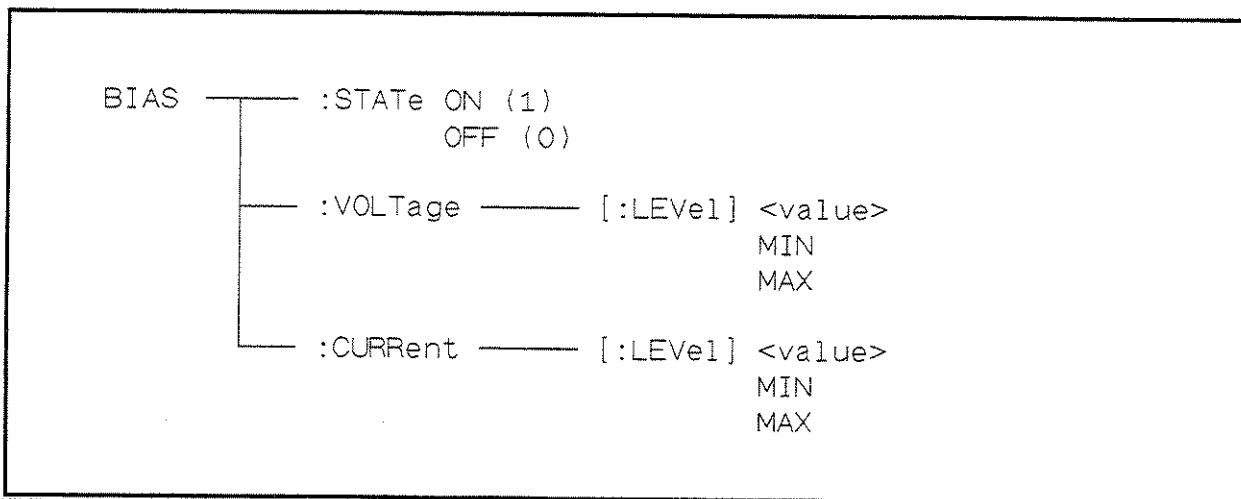 BIAS :STATe ON (1)
OFF (0)
:VOLTage [:LEVel] <value>
MIN
MAX
:CURRent [:LEVel] <value>
MIN
MAX